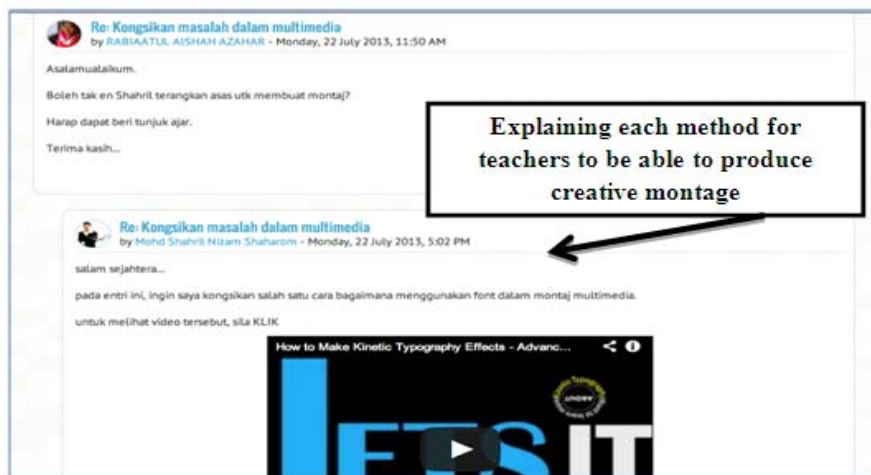 Re: Kongsikan masalah dalam multimedia
by RABIAATUL AISHAH AZAHAR - Monday, 22 July 2013, 11:50 AM
Asalamualaikum.
Boleh tak en Shahril terangkan asas utk membuat montaj?
Harap dapat beri tunjuk ajar.
Terima kasih...
Explaining each method for
teachers to be able to produce
creative montage
Re: Kongsikan masalah dalam multimedia
by Mohd Shahril Nizam Shaharom - Monday, 22 July 2013, 5:02 PM
salam sejahtera...
pada entri ini, ingin saya kongsikan salah satu cara bagaimana menggunakan font dalam montaj multimedia.
untuk melihat video tersebut, sila KLIK
How to Make Kinetic Typography Effects - Advanc...
LETS IT